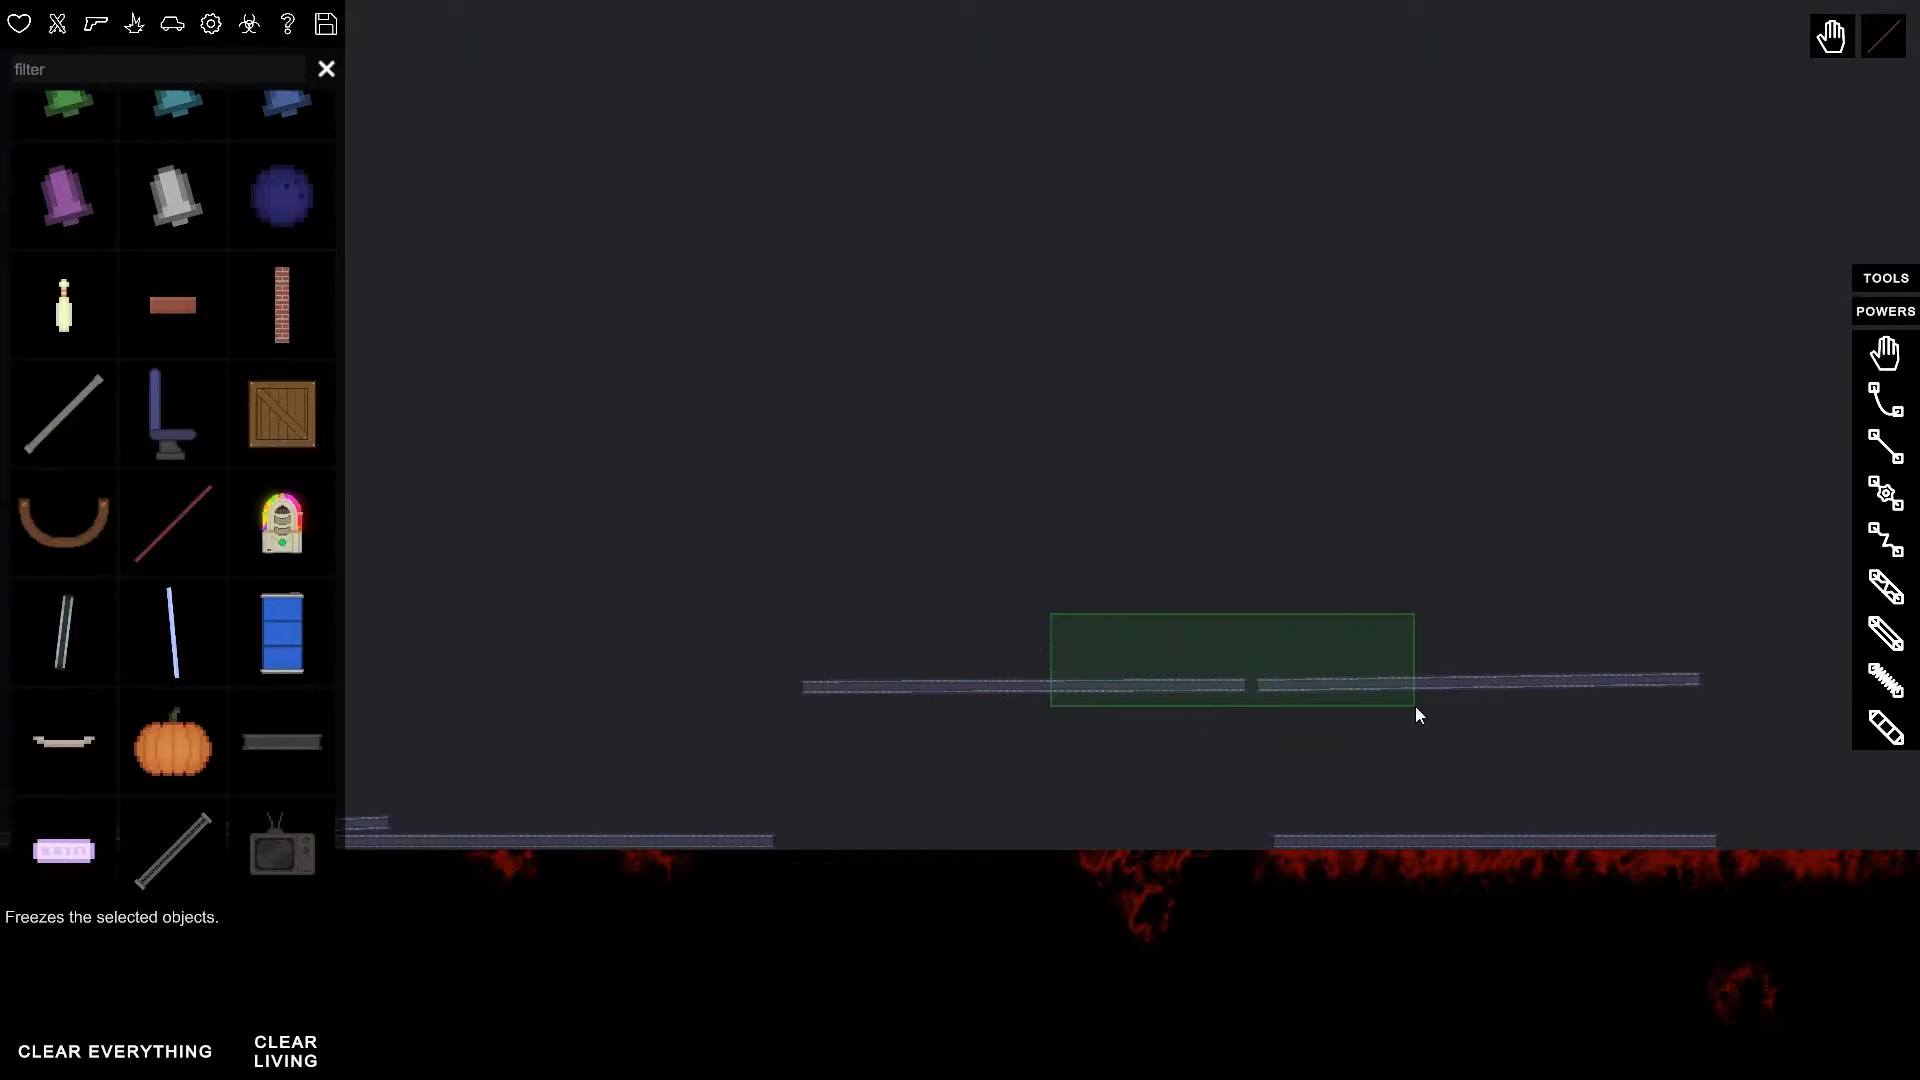 filter
TOOLS
POWERS
Freezes the selected objects.
CLEAR EVERYTHING
CLEAR
LIVING